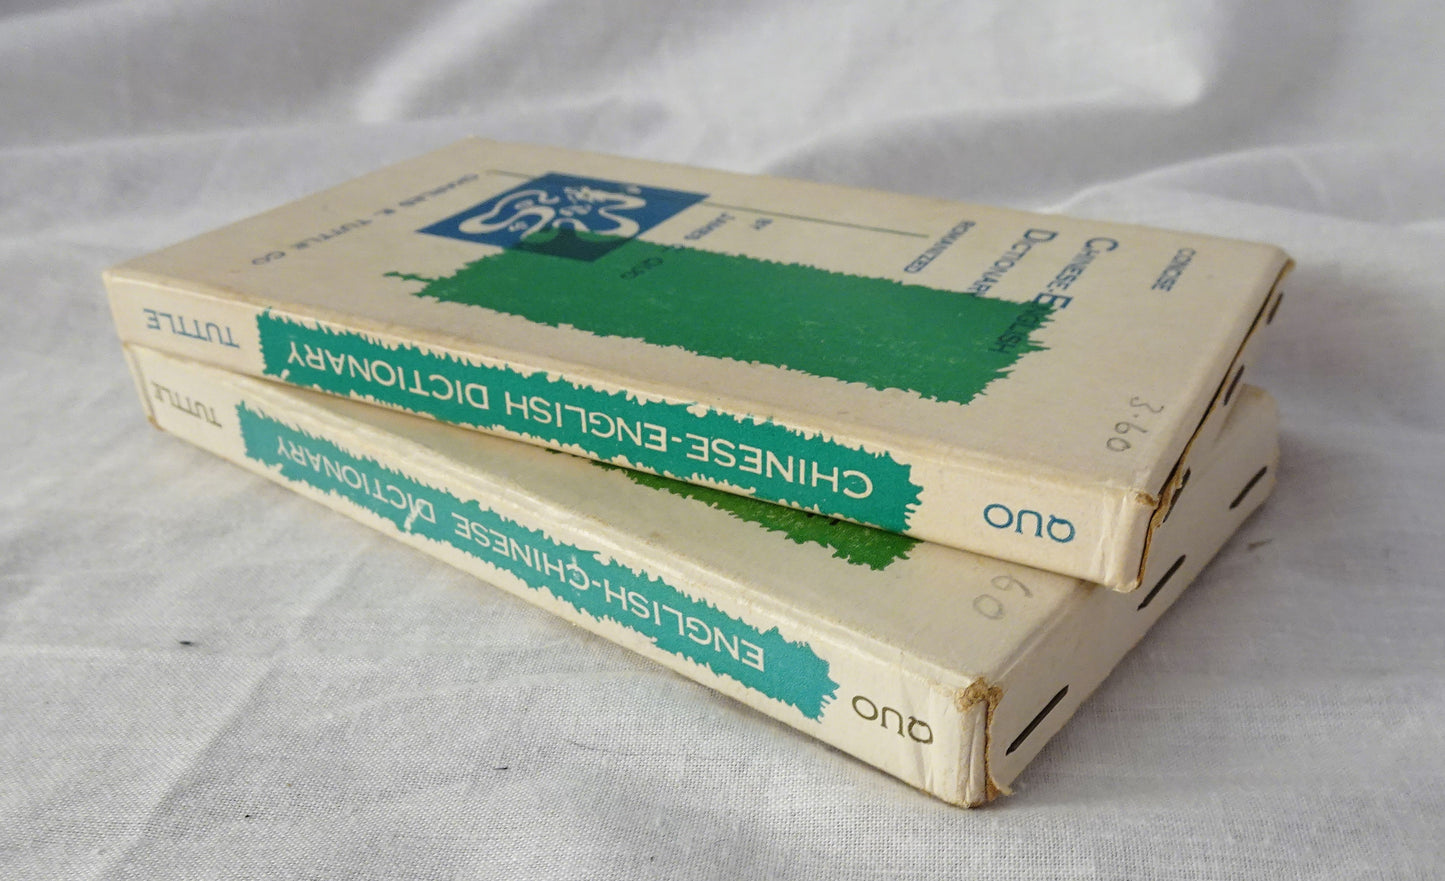 CONCISE
CHINESE-ENGLISH
DICTIONARY
ROMANIZED
BY
JAMES
QUO
CHARLES E. TUTTLE CO
3.60
QUO
CHINESE-ENGLISH DICTIONARY
TUTTLE
60
QUO
ENGLISH-CHINESE DICTIONARY
TUTTLE